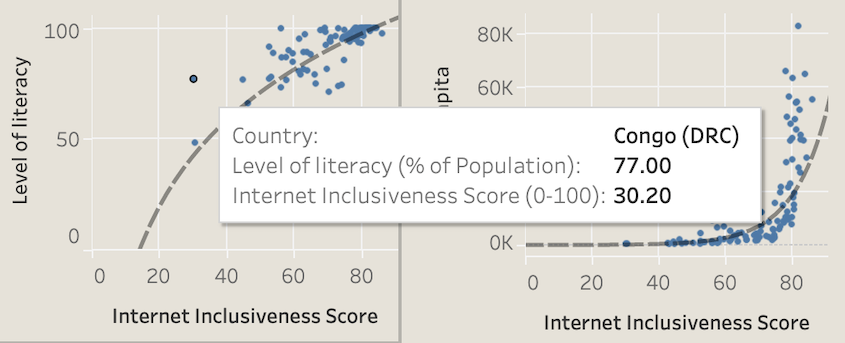 100
50
0
0
20
40
60
80
Level of literacy
Internet Inclusiveness Score
80K
60K
0K
0
20
40
60
80
Internet Inclusiveness Score
Country: Congo (DRC)
Level of literacy (% of Population): 77.00
Internet Inclusiveness Score (0-100): 30.20